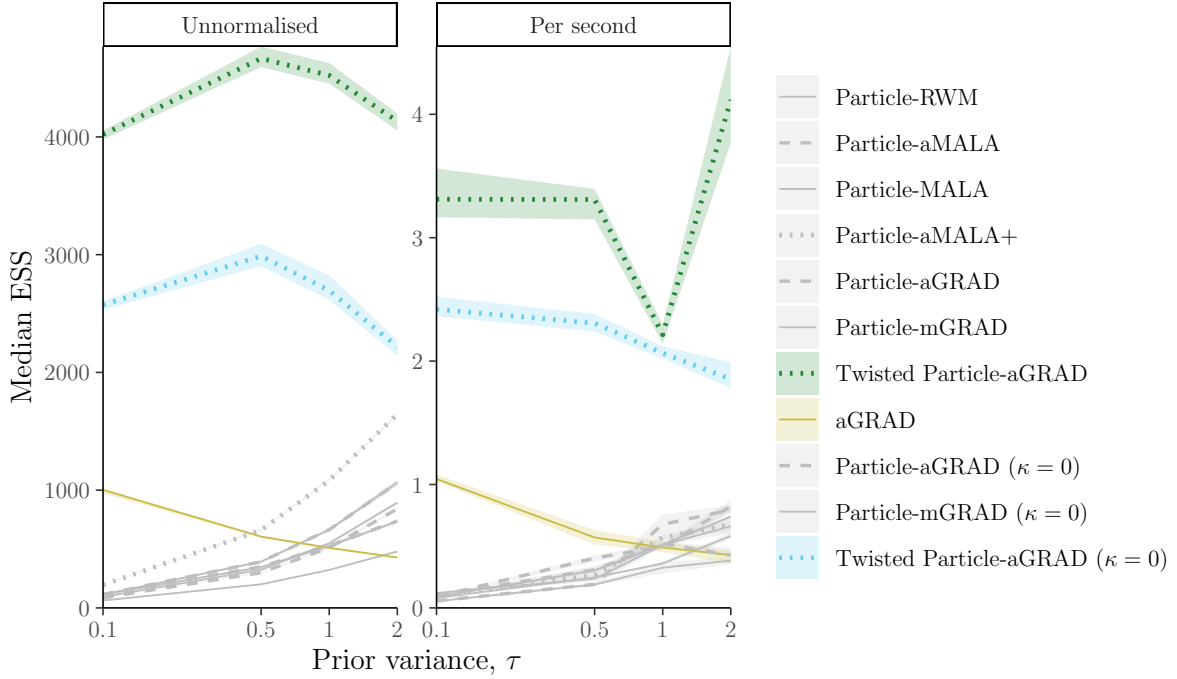 Unnormalised
Per second
Median ESS
4000
3000
2000
1000
0
4
3
2
1
0
0.1
0.5
1
2
0.1
0.5
1
2
Prior variance, τ
Particle-RWM
Particle-aMALA
Particle-MALA
Particle-aMALA+
Particle-aGRAD
Particle-mGRAD
Twisted Particle-aGRAD
aGRAD
Particle-aGRAD (κ = 0)
Particle-mGRAD (κ = 0)
Twisted Particle-aGRAD (κ = 0)